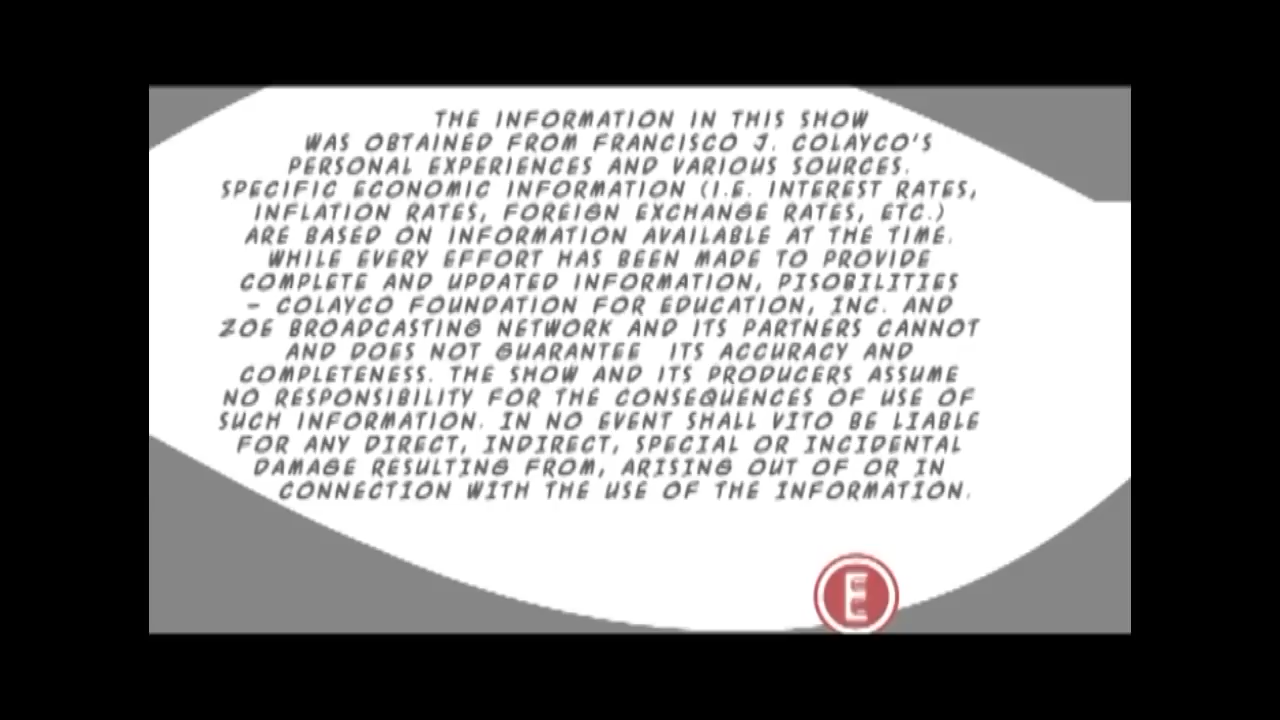 THE INFORMATION IN THIS SHOW
WAS OBTAINED FROM FRANCISCO J. COLAYCO'S
PERSONAL EXPERIENCES AND VARIOUS SOURCES.
SPECIFIC ECONOMIC INFORMATION (I.E. INTEREST RATES,
INFLATION RATES, FOREIGN EXCHANGE RATES, ETC.)
ARE BASED ON INFORMATION AVAILABLE AT THE TIME.
WHILE EVERY EFFORT HAS BEEN MADE TO PROVIDE
COMPLETE AND UPDATED INFORMATION, PISOBILITIES
- COLAYCO FOUNDATION FOR EDUCATION, INC. AND
ZOE BROADCASTING NETWORK AND ITS PARTNERS CANNOT
AND DOES NOT GUARANTEE ITS ACCURACY AND
COMPLETENESS. THE SHOW AND ITS PRODUCERS ASSUME
NO RESPONSIBILITY FOR THE CONSEQUENCES OF USE OF
SUCH INFORMATION. IN NO EVENT SHALL VITO BE LIABLE
FOR ANY DIRECT, INDIRECT, SPECIAL OR INCIDENTAL
DAMAGE RESULTING FROM, ARISING OUT OF OR IN
CONNECTION WITH THE USE OF THE INFORMATION.
E